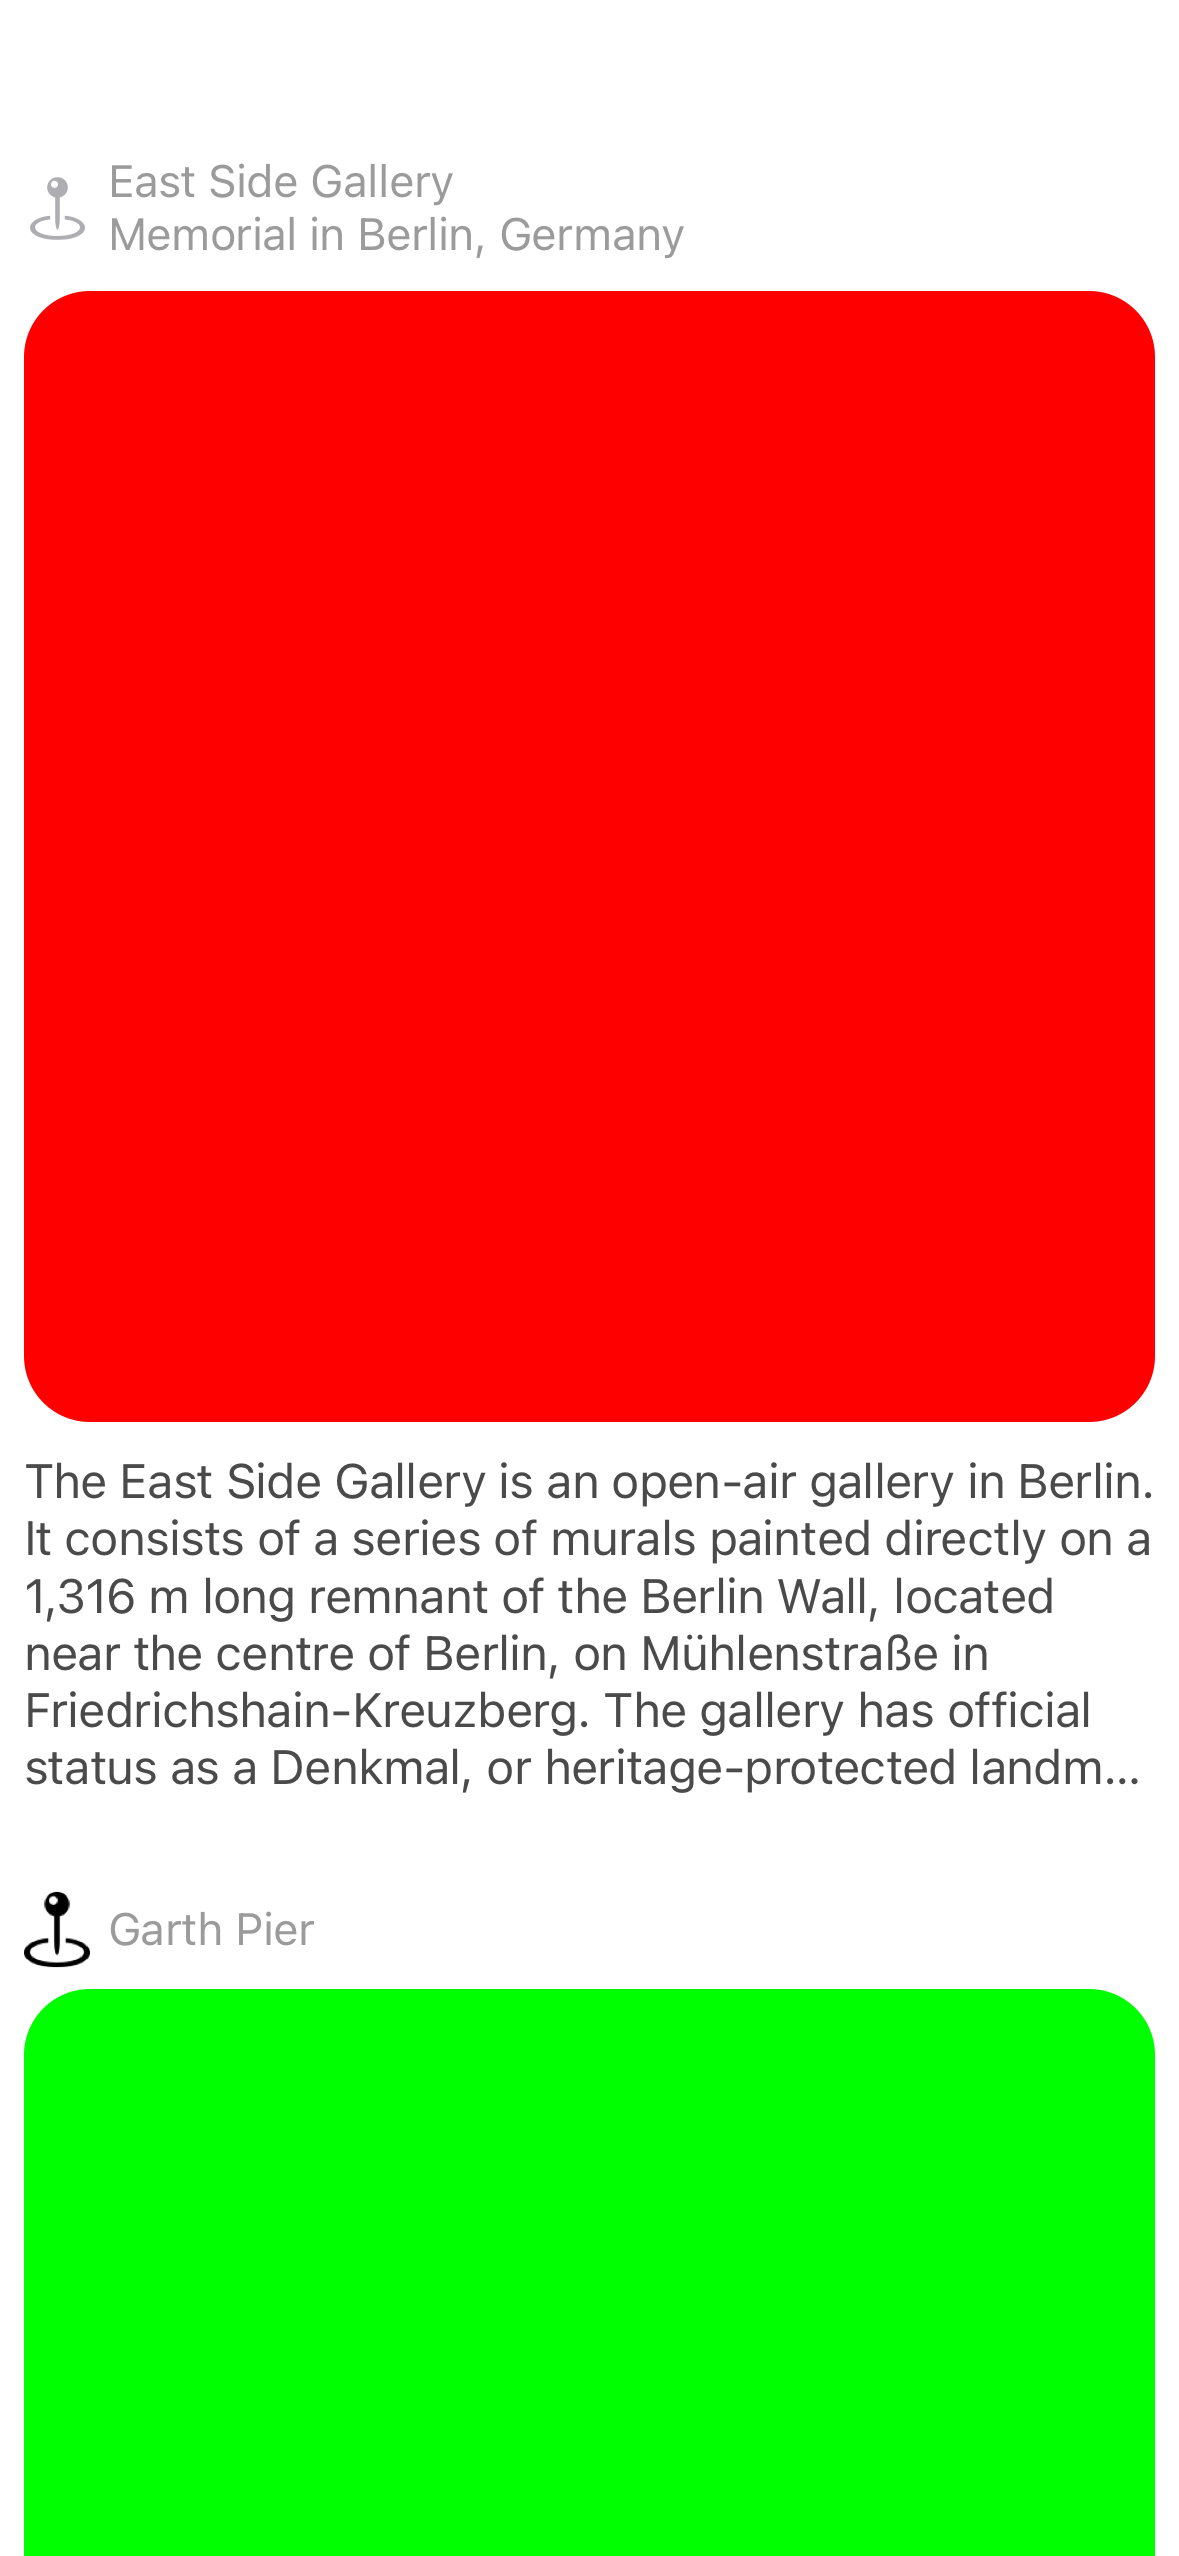 East Side Gallery
Memorial in Berlin, Germany
The East Side Gallery is an open-air gallery in Berlin.
It consists of a series of murals painted directly on a
1,316 m long remnant of the Berlin Wall, located
near the centre of Berlin, on Mühlenstraße in
Friedrichshain-Kreuzberg. The gallery has official
status as a Denkmal, or heritage-protected landm...
Garth Pier